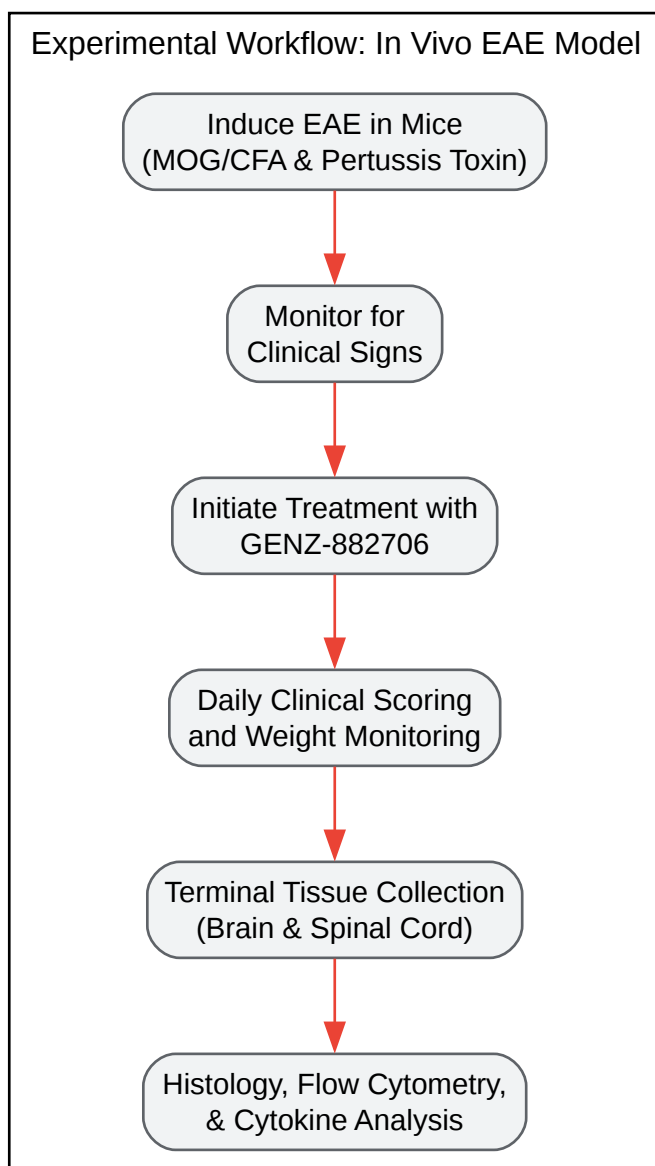 Experimental Workflow: In Vivo EAE Model
Induce EAE in Mice
(MOG/CFA & Pertussis Toxin)
Monitor for
Clinical Signs
Initiate Treatment with
GENZ-882706
Daily Clinical Scoring
and Weight Monitoring
Terminal Tissue Collection
(Brain & Spinal Cord)
Histology, Flow Cytometry,
& Cytokine Analysis